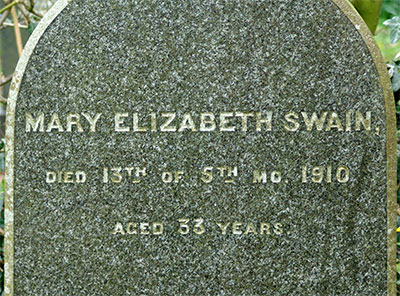 MARY ELIZABETH SWAIN,
DIED 13TH OF 5TH MO. 1910
AGED 33 YEARS